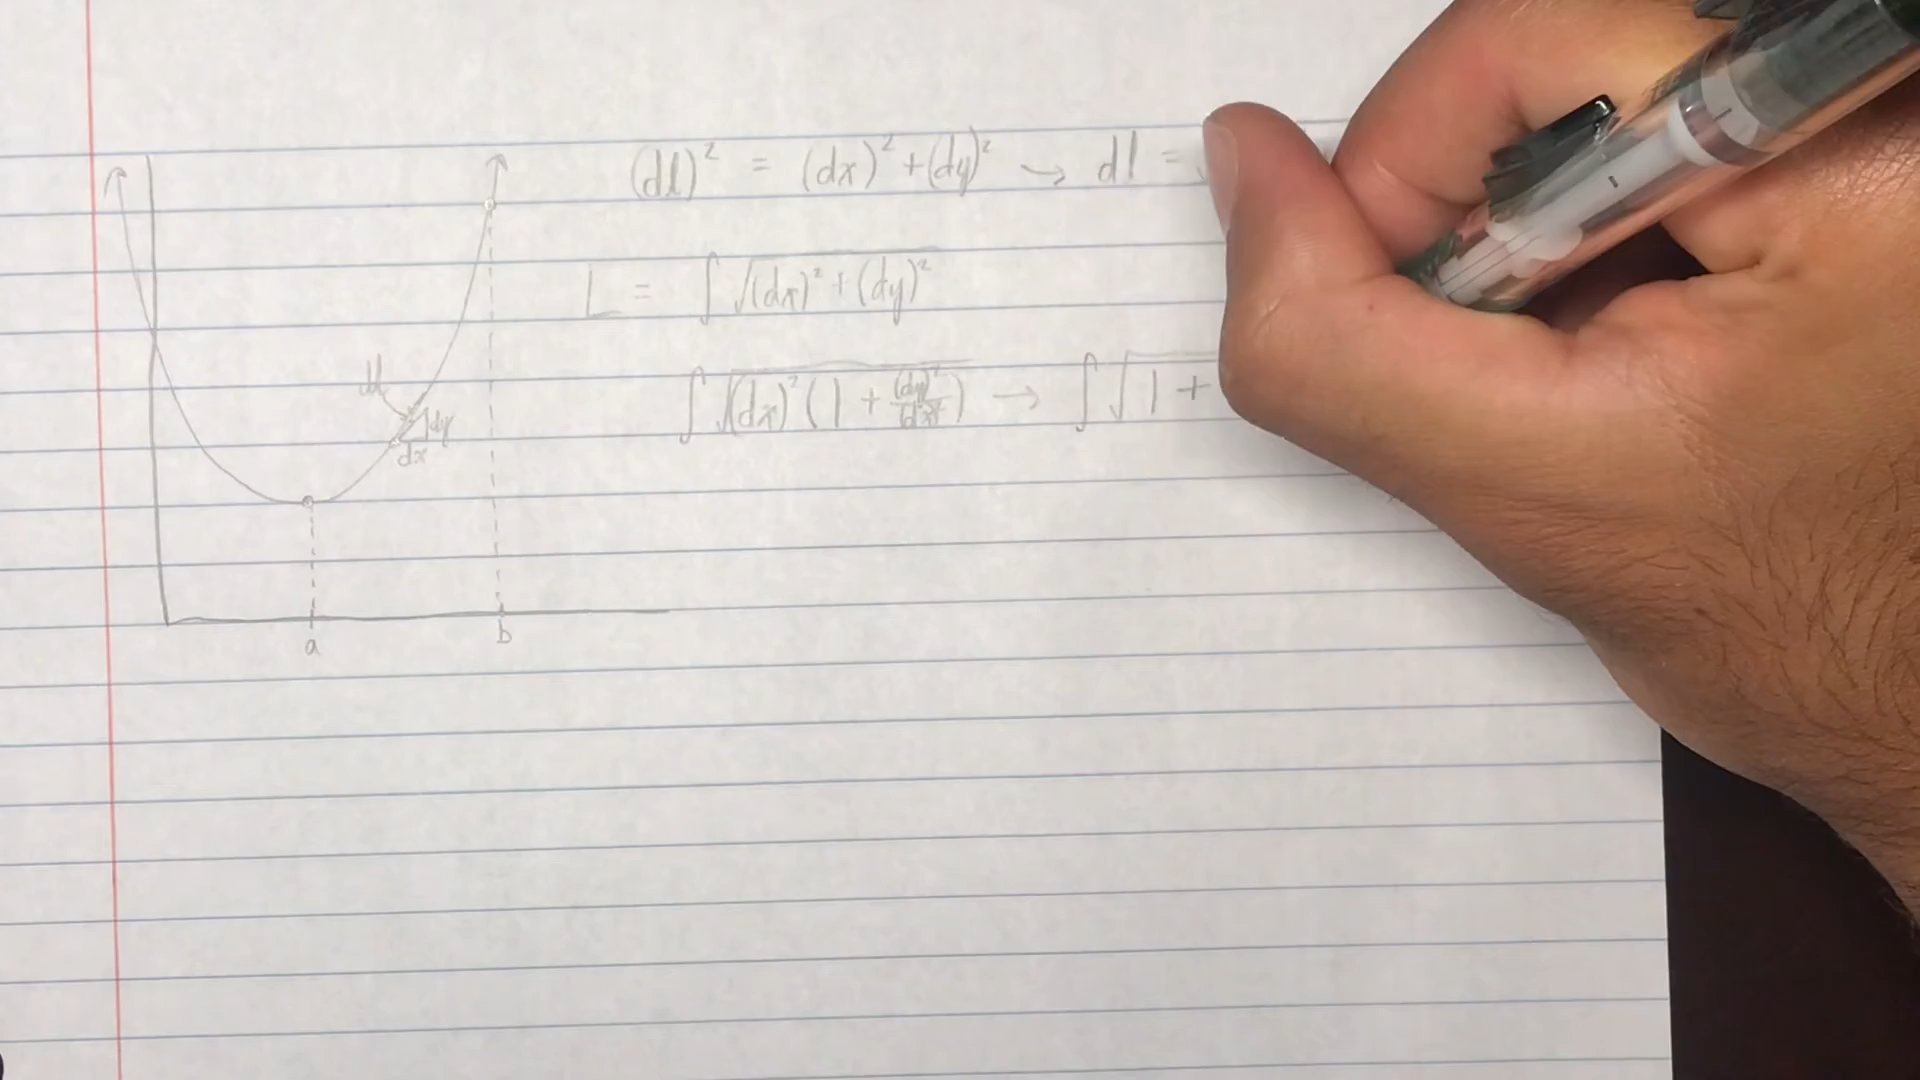 (dl)² = (dx)² + (dy)² → dl = √
L = ∫ √(dx)² + (dy)²
∫ √(dx)² (1 + (dy)²/(dx)²) → ∫ √1 +
dl
dy
dx
a b